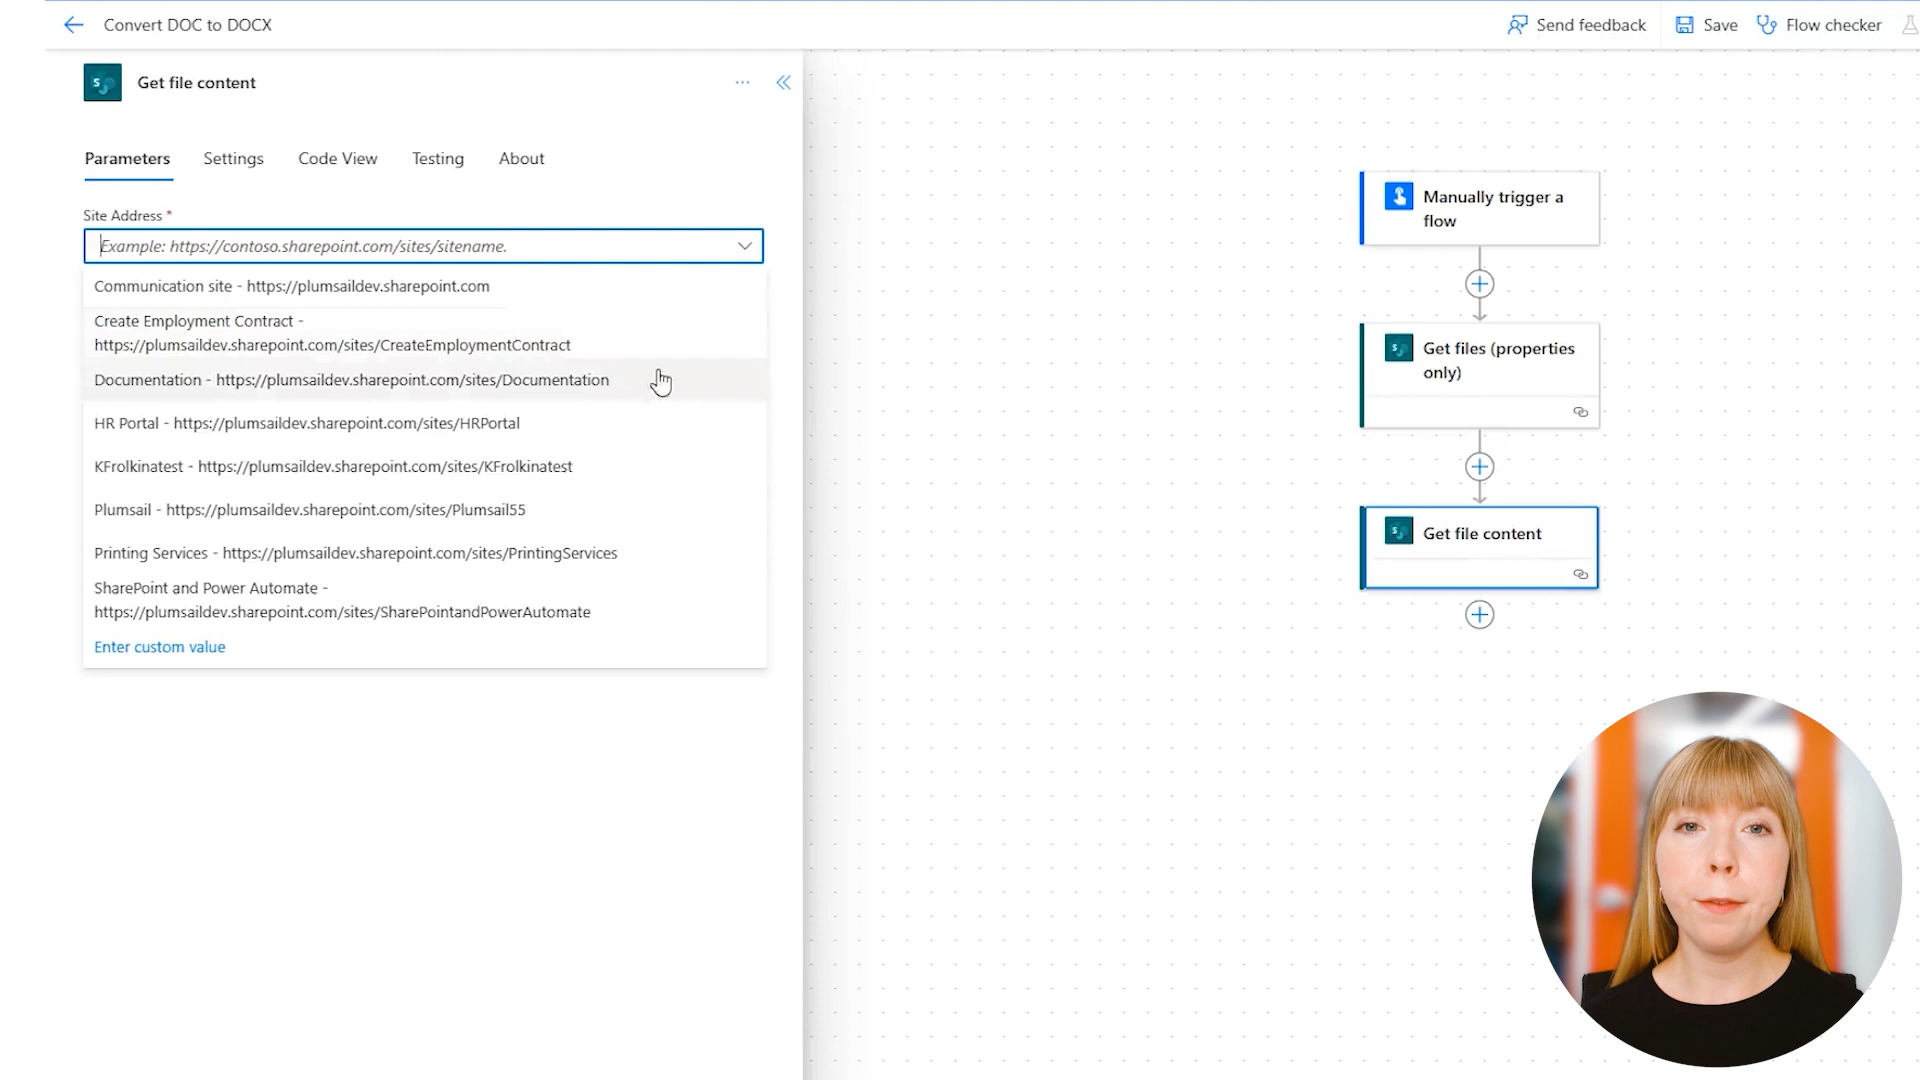 Convert DOC to DOCX
Send feedback
Save
Flow checker
Get file content
Parameters
Settings
Code View
Testing
About
Site Address *
Example: https://contoso.sharepoint.com/sites/sitename.
Communication site - https://plumsaildev.sharepoint.com
Create Employment Contract -
https://plumsaildev.sharepoint.com/sites/CreateEmploymentContract
Documentation - https://plumsaildev.sharepoint.com/sites/Documentation
HR Portal - https://plumsaildev.sharepoint.com/sites/HRPortal
KFrolkinatest - https://plumsaildev.sharepoint.com/sites/KFrolkinatest
Plumsail - https://plumsaildev.sharepoint.com/sites/Plumsail55
Printing Services - https://plumsaildev.sharepoint.com/sites/PrintingServices
SharePoint and Power Automate -
https://plumsaildev.sharepoint.com/sites/SharePointandPowerAutomate
Enter custom value
Manually trigger a
flow
Get files (properties
only)
Get file content